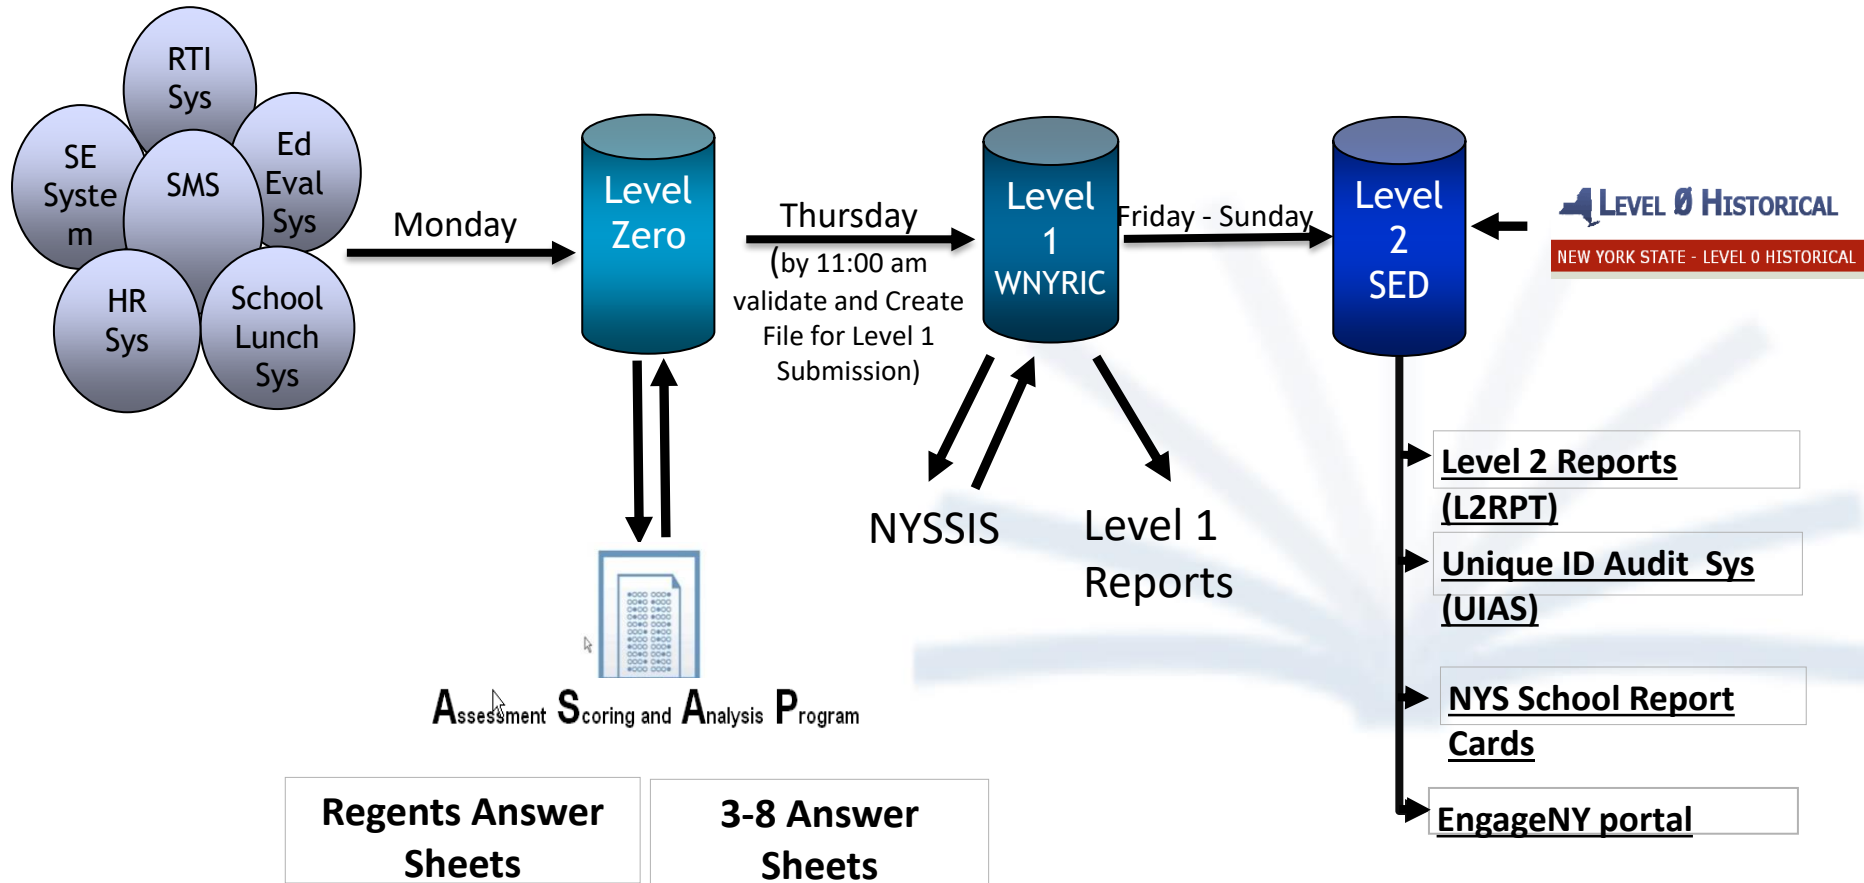 RTI
Sys
SE
Syste
m
SMS
Ed
Eval
Sys
HR
Sys
School
Lunch
Sys
Monday
Level
Zero
Thursday
(by 11:00 am
validate and Create
File for Level 1
Submission)
Level
1
WNYRIC
Friday - Sunday
Level
2
SED
LEVEL Ø HISTORICAL
NEW YORK STATE - LEVEL 0 HISTORICAL
NYSSIS
Level 1
Reports
Level 2 Reports
(L2RPT)
Unique ID Audit Sys
(UIAS)
NYS School Report
Cards
EngageNY portal
Assessment Scoring and Analysis Program
Regents Answer
Sheets
3-8 Answer
Sheets